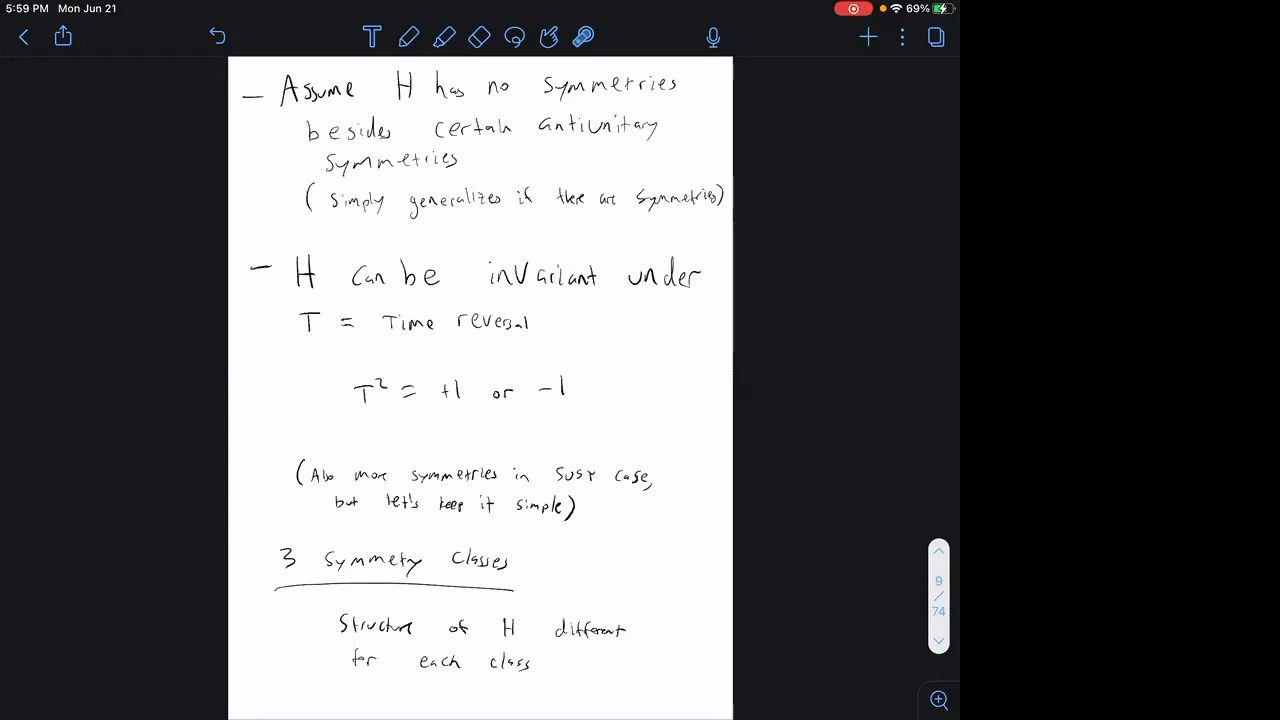 5:59 PM Mon Jun 21
69%
— Assume H has no symmetries
besides certain antiunitary
symmetries
(simply generalizes if there are symmetries)
— H can be invariant under
T = Time reversal
T² = +1 or -1
(Also more symmetries in SUSY case,
but let's keep it simple)
3 Symmetry classes
Structure of H different
for each class
9
/
74